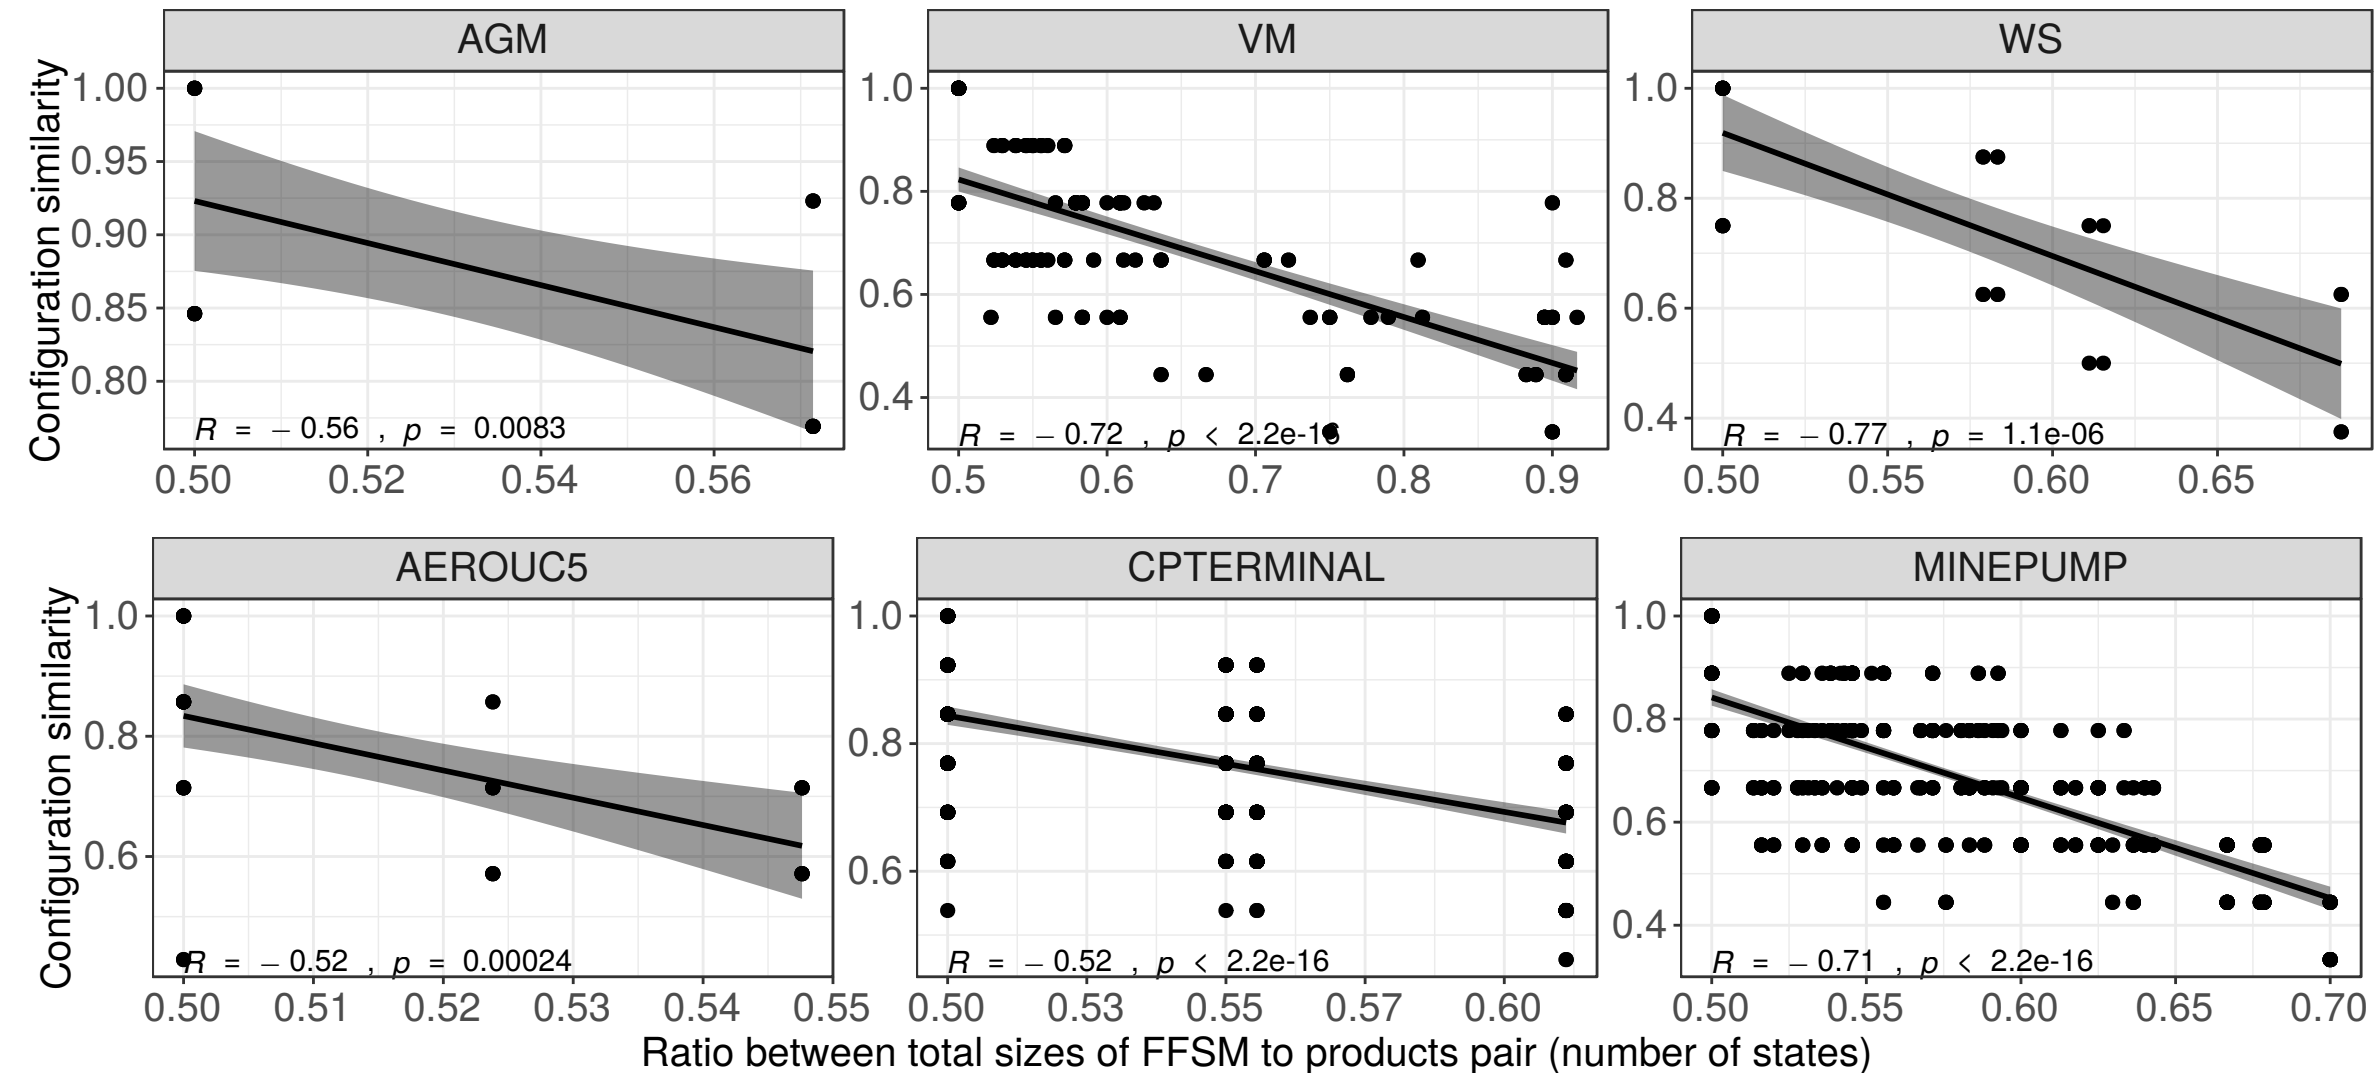 AGM VM WS
Configuration similarity
1.00 0.95 0.90 0.85 0.80
R = −0.56 , p = 0.0083
0.50 0.52 0.54 0.56
1.0 0.8 0.6 0.4
R = −0.72 , p < 2.2e-16
0.5 0.6 0.7 0.8 0.9
1.0 0.8 0.6 0.4
R = −0.77 , p = 1.1e-06
0.50 0.55 0.60 0.65
AEROUC5 CPTERMINAL MINEPUMP
Configuration similarity
1.0 0.8 0.6
R = −0.52 , p = 0.00024
0.50 0.51 0.52 0.53 0.54 0.55
1.0 0.8 0.6
R = −0.52 , p < 2.2e-16
0.50 0.53 0.55 0.57 0.60
1.0 0.8 0.6 0.4
R = −0.71 , p < 2.2e-16
0.50 0.55 0.60 0.65 0.70
Ratio between total sizes of FFSM to products pair (number of states)